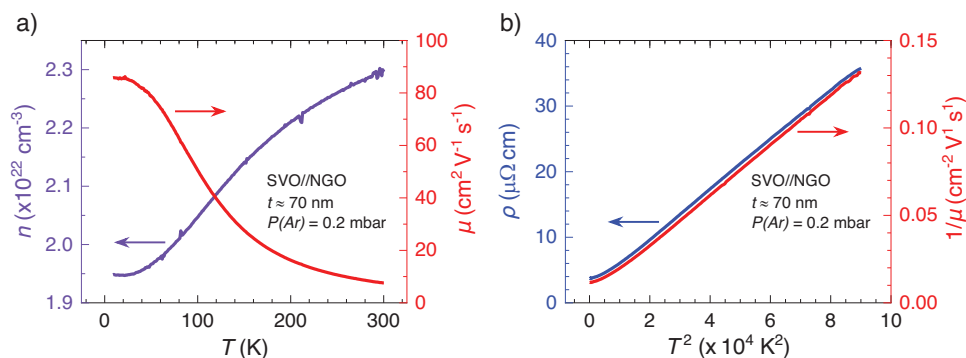 a)
n (x10²² cm⁻³)
2.3
2.2
2.1
2.0
1.9
100
80
60
40
20
0
μ (cm² V⁻¹ s⁻¹)
SVO//NGO
t ≈ 70 nm
P(Ar) = 0.2 mbar
0 100 200 300
T (K)
b)
ρ (μΩ cm)
40
30
20
10
0
0.15
0.10
0.05
0.00
1/μ (cm⁻² V¹ s¹)
SVO//NGO
t ≈ 70 nm
P(Ar) = 0.2 mbar
0 2 4 6 8 10
T² (x 10⁴ K²)